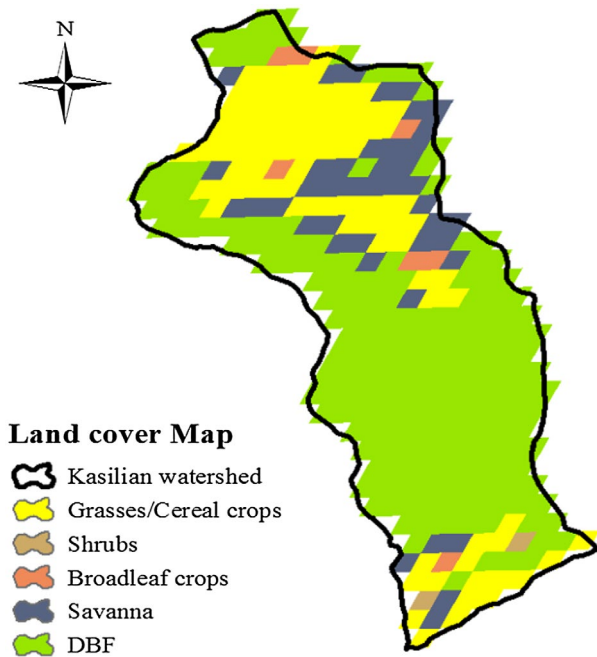 N
Land cover Map
Kasilian watershed
Grasses/Cereal crops
Shrubs
Broadleaf crops
Savanna
DBF